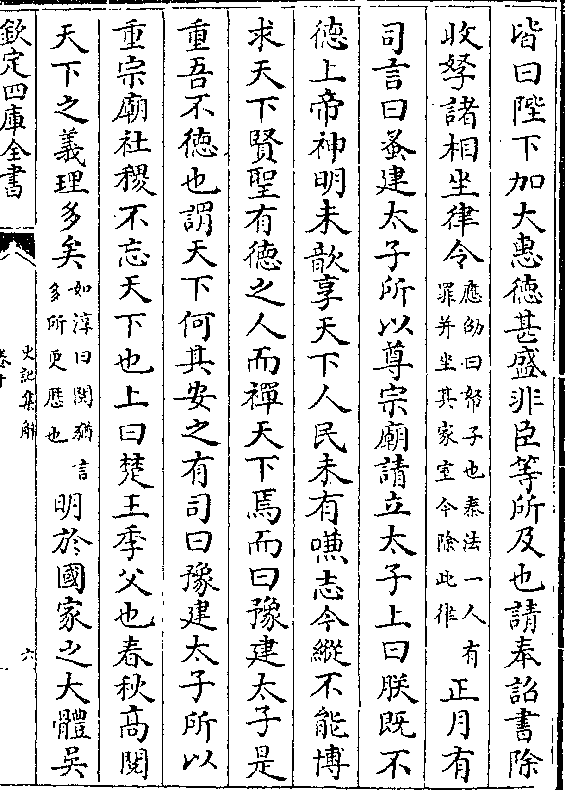 皆曰陛下加大惠德甚盛非臣等所及也請奉詔書除
收孥諸相坐律令應劭曰帑子也秦法一人有罪并坐其家室今除此律正月有
司言曰蚤建太子所以尊宗廟請立太子上曰朕既不
德上帝神明未歆享天下人民未有嗛志今縱不能博
求天下賢聖有德之人而禪天下焉而曰豫建太子是
重吾不德也謂天下何其安之有司曰豫建太子所以
重宗廟社稷不忘天下也上曰楚王季父也春秋高閱
天下之義理多矣如淳曰閱猶言多所更歷也明於國家之大體吳
欽定四庫全書
史記集解
卷十
六